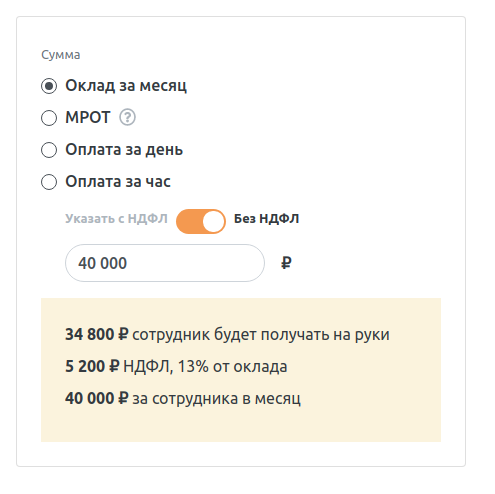 Сумма
Оклад за месяц
МРОТ ?
Оплата за день
Оплата за час
Указать с НДФЛ Без НДФЛ
40 000 ₽
34 800 ₽ сотрудник будет получать на руки
5 200 ₽ НДФЛ, 13% от оклада
40 000 ₽ за сотрудника в месяц